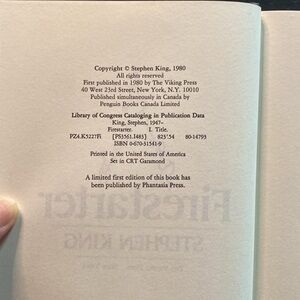 Copyright © Stephen King, 1980
All rights reserved
First published in 1980 by The Viking Press
40 West 23rd Street, New York, N.Y. 10010
Published simultaneously in Canada by
Penguin Books Canada Limited
Library of Congress Cataloging in Publication Data
King, Stephen, 1947–
Firestarter.
I. Title.
PZ4.K5227Fi [PS3561.I483] 823'.54 80-14793
ISBN 0-670-31541-9
Printed in the United States of America
Set in CRT Garamond
A limited first edition of this book has
been published by Phantasia Press.
Firestarter
STEPHEN KING